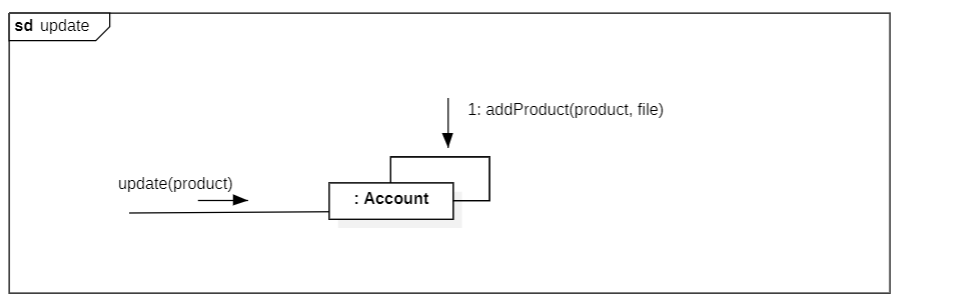 sd update
1: addProduct(product, file)
update(product)
: Account